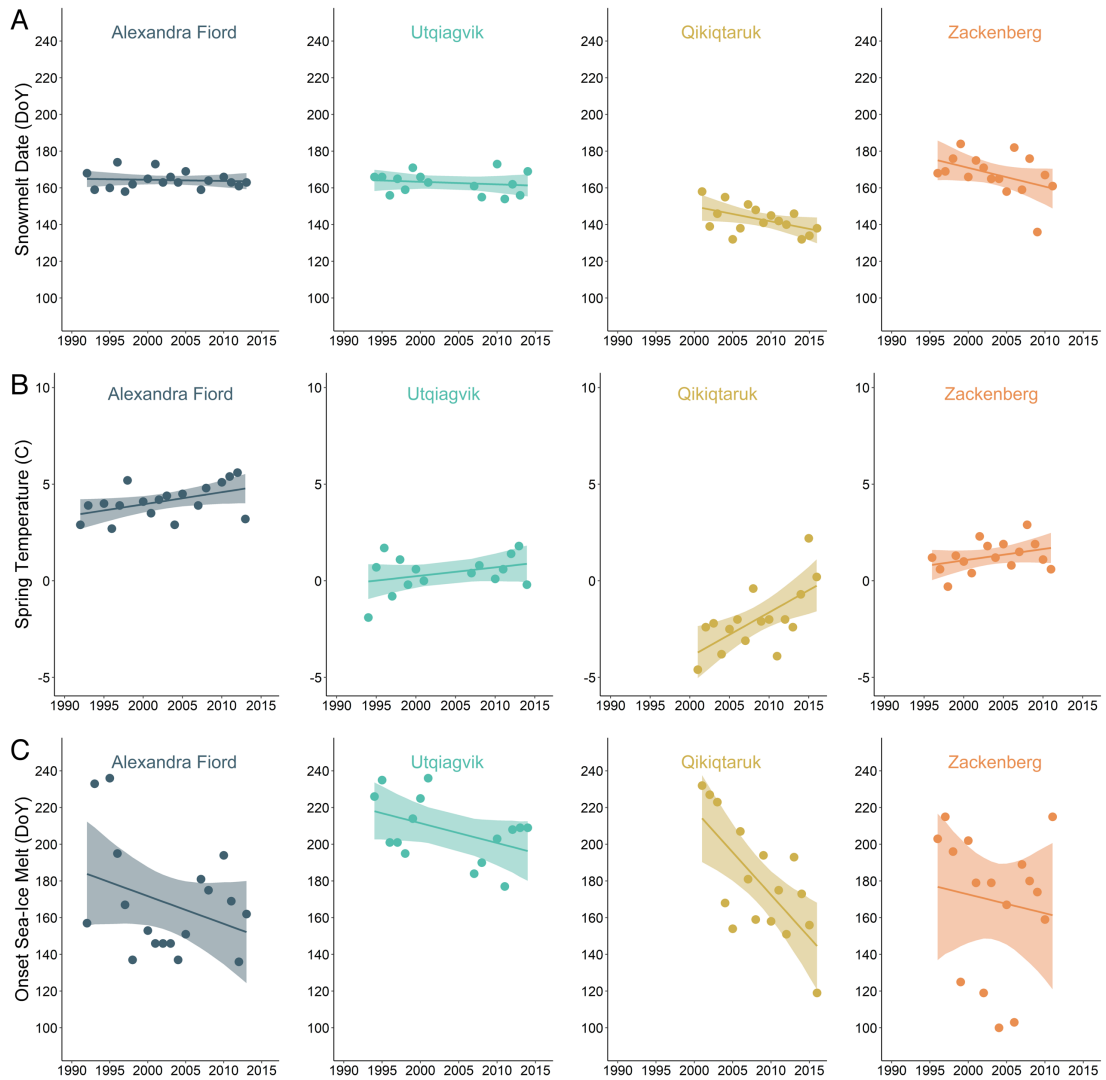 A
Alexandra Fiord
Utqiagvik
Qikiqtaruk
Zackenberg
Snowmelt Date (DoY)
240 240 240 240
220 220 220 220
200 200 200 200
180 180 180 180
160 160 160 160
140 140 140 140
120 120 120 120
100 100 100 100
1990 1995 2000 2005 2010 2015 1990 1995 2000 2005 2010 2015 1990 1995 2000 2005 2010 2015 1990 1995 2000 2005 2010 2015
B
Alexandra Fiord
Utqiagvik
Qikiqtaruk
Zackenberg
Spring Temperature (C)
10 10 10 10
5 5 5 5
0 0 0 0
-5 -5 -5 -5
1990 1995 2000 2005 2010 2015 1990 1995 2000 2005 2010 2015 1990 1995 2000 2005 2010 2015 1990 1995 2000 2005 2010 2015
C
Alexandra Fiord
Utqiagvik
Qikiqtaruk
Zackenberg
Onset Sea-Ice Melt (DoY)
240 240 240 240
220 220 220 220
200 200 200 200
180 180 180 180
160 160 160 160
140 140 140 140
120 120 120 120
100 100 100 100
1990 1995 2000 2005 2010 2015 1990 1995 2000 2005 2010 2015 1990 1995 2000 2005 2010 2015 1990 1995 2000 2005 2010 2015